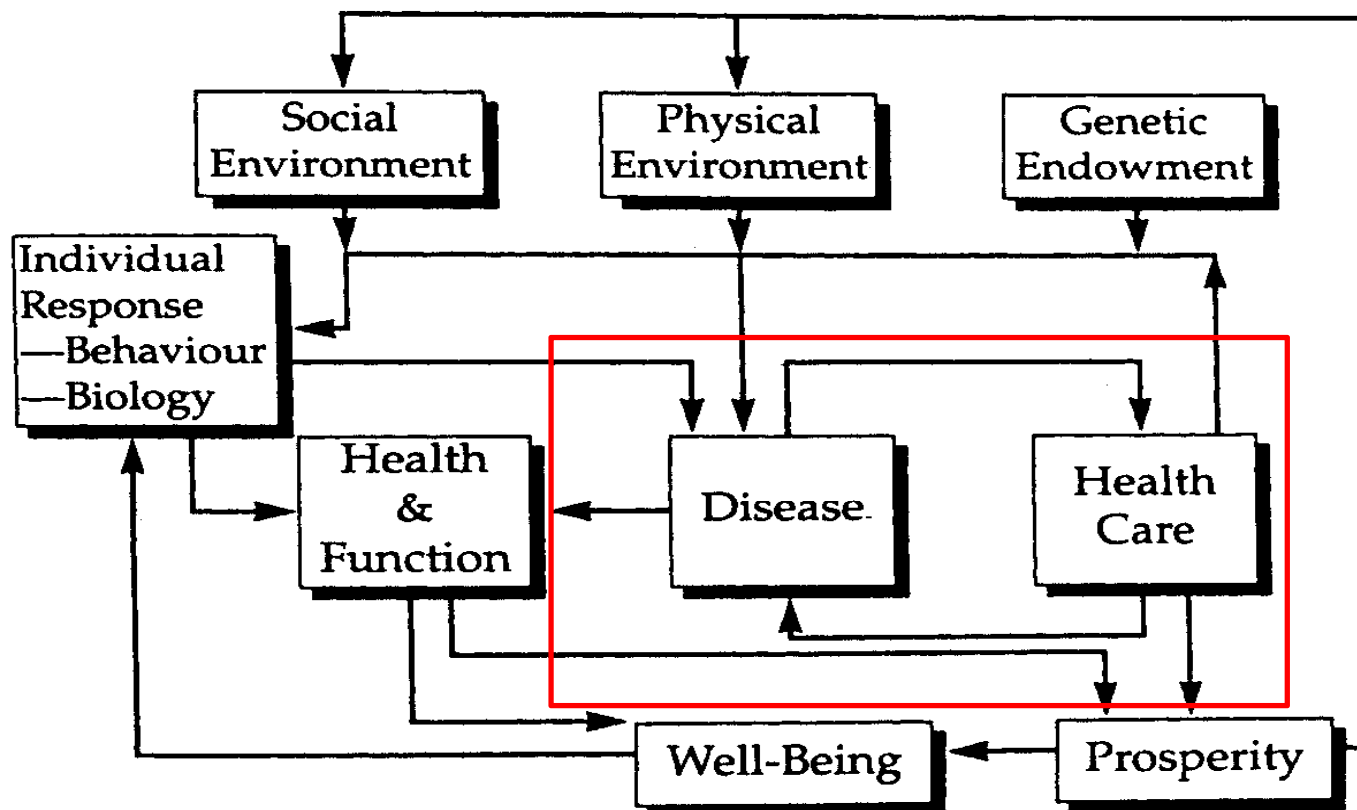 Social
Environment
Physical
Environment
Genetic
Endowment
Individual
Response
—Behaviour
—Biology
Health
&
Function
Disease
Health
Care
Well-Being
Prosperity